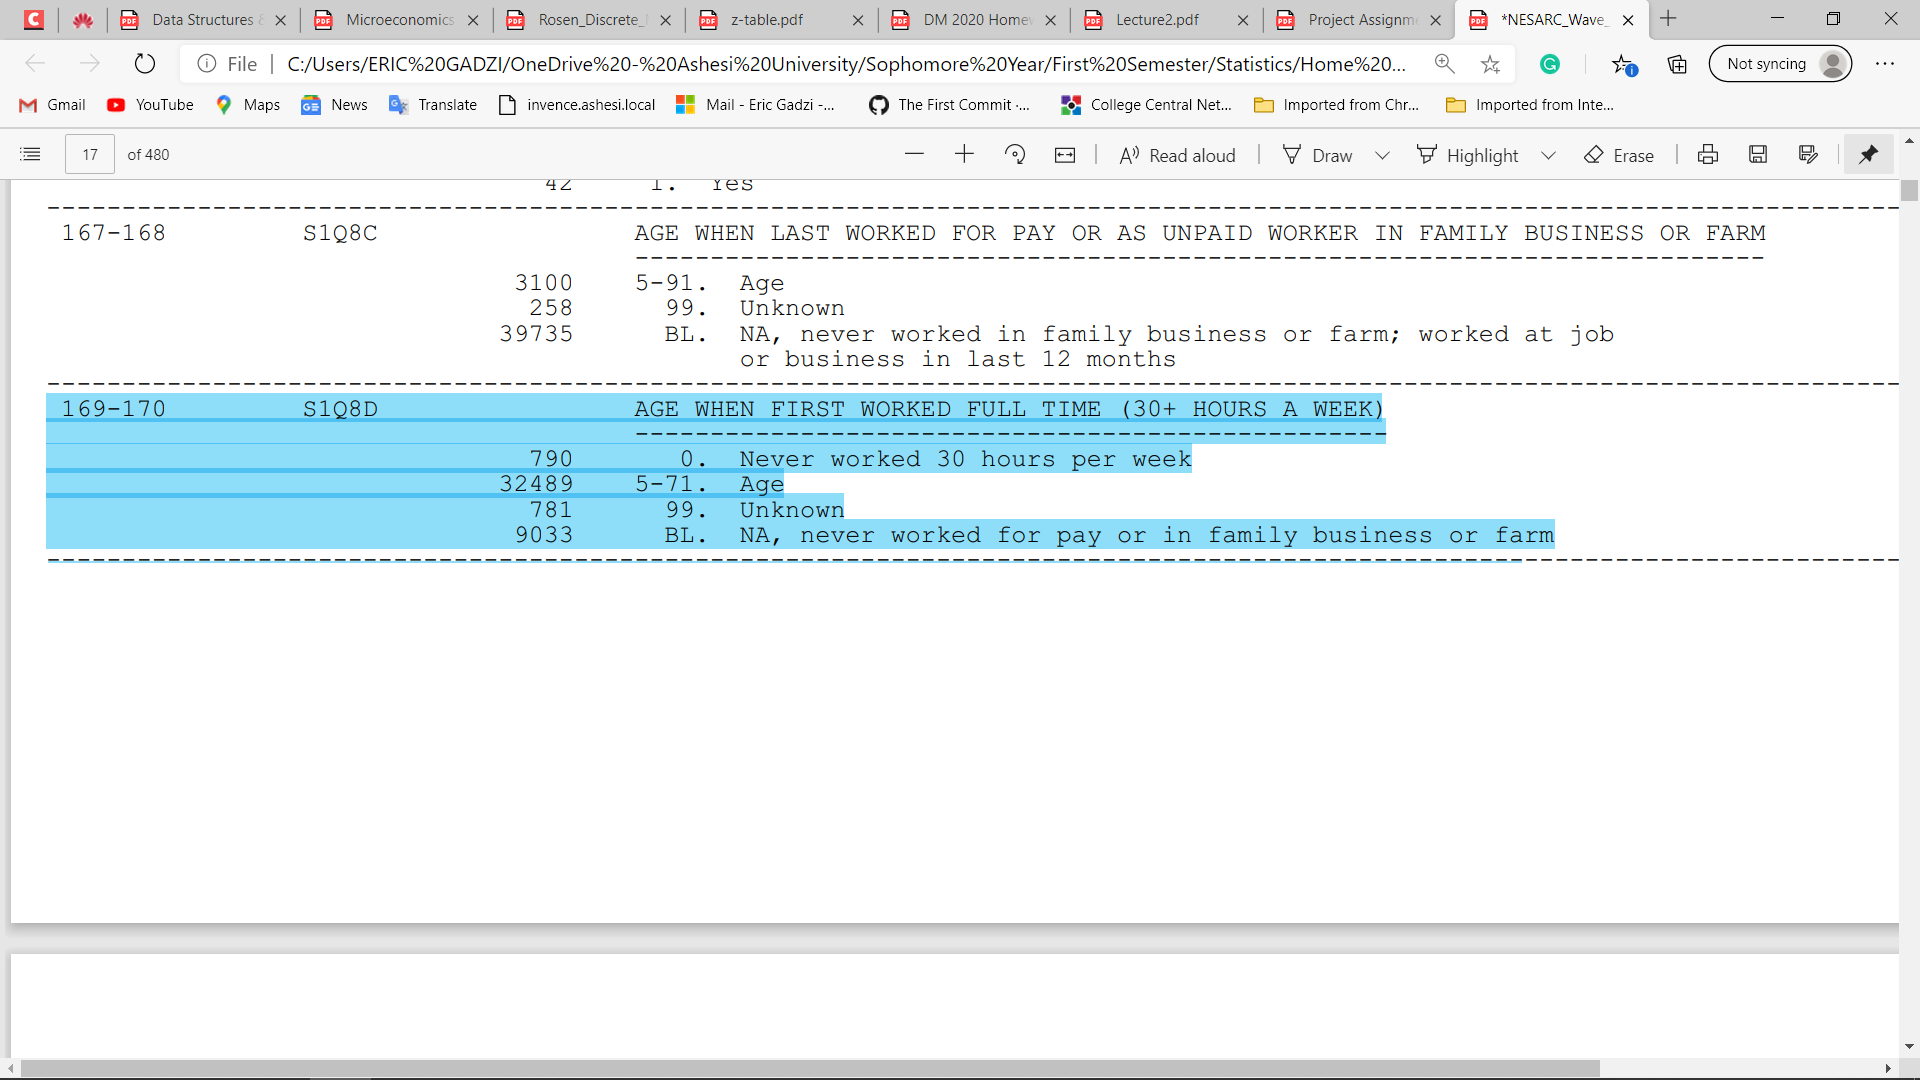 Data Structures &
Microeconomics
Rosen_Discrete_
z-table.pdf
DM 2020 Homew
Lecture2.pdf
Project Assignme
*NESARC_Wave_
File
C:/Users/ERIC%20GADZI/OneDrive%20-%20Ashesi%20University/Sophomore%20Year/First%20Semester/Statistics/Home%20...
Not syncing
Gmail
YouTube
Maps
News
Translate
invence.ashesi.local
Mail - Eric Gadzi -...
The First Commit ·...
College Central Net...
Imported from Chr...
Imported from Inte...
17 of 480
Read aloud
Draw
Highlight
Erase
42 1. Yes
167-168 S1Q8C AGE WHEN LAST WORKED FOR PAY OR AS UNPAID WORKER IN FAMILY BUSINESS OR FARM
3100 5-91. Age
258 99. Unknown
39735 BL. NA, never worked in family business or farm; worked at job
or business in last 12 months
169-170 S1Q8D AGE WHEN FIRST WORKED FULL TIME (30+ HOURS A WEEK)
790 0. Never worked 30 hours per week
32489 5-71. Age
781 99. Unknown
9033 BL. NA, never worked for pay or in family business or farm